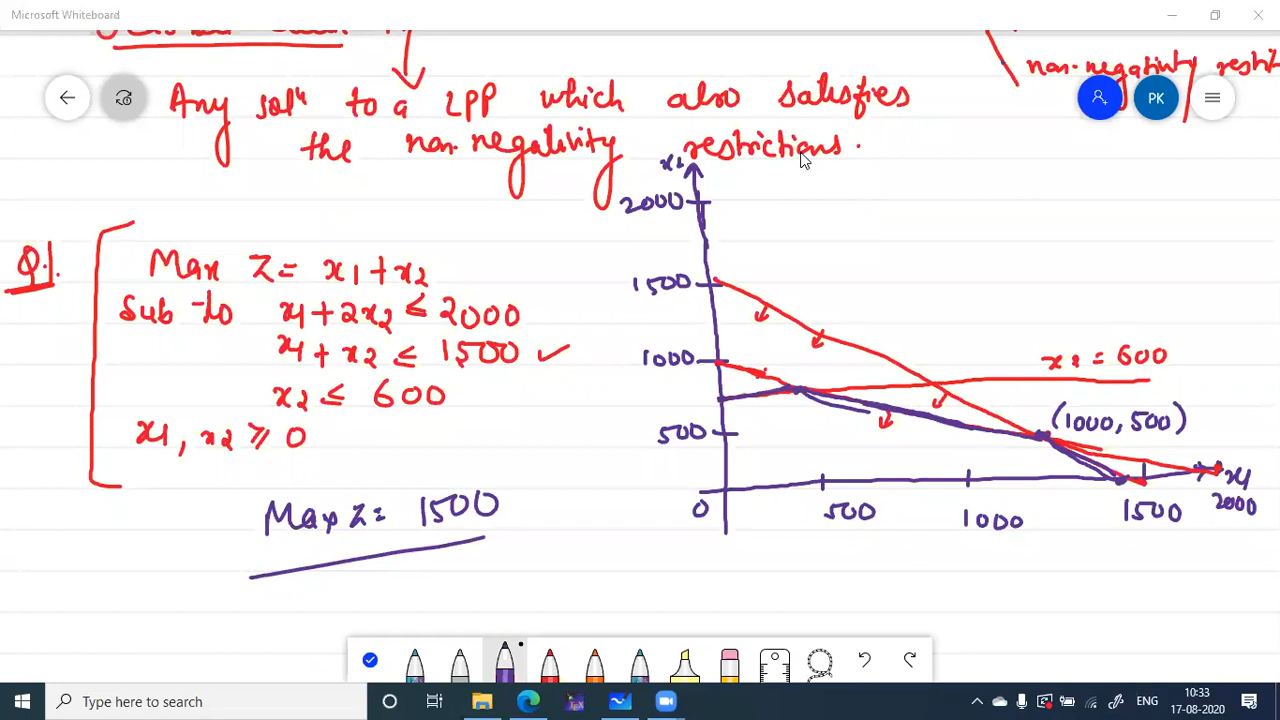 Microsoft Whiteboard
non-negativity restri
Any solⁿ to a LPP which also satisfies
the non-negativity restrictions.
PK
Q.1.
Max Z = x1 + x2
Sub to x1 + 2x2 ≤ 2000
x1 + x2 ≤ 1500 ✓
x2 ≤ 600
x1, x2 ≥ 0
Max Z = 1500
x2
2000
1500
1000
500
0
500
1000
1500
2000
x1
x2 = 600
(1000, 500)
Type here to search
ENG
10:33
17-08-2020